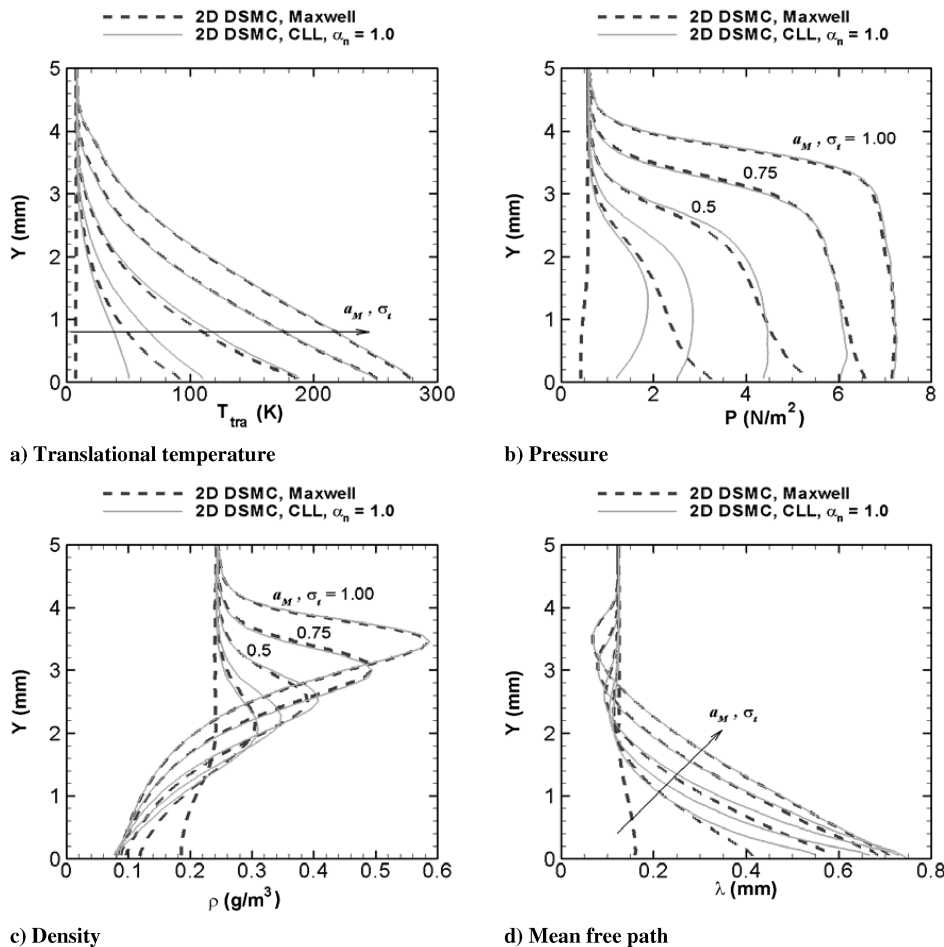 2D DSMC, Maxwell
2D DSMC, CLL, αn = 1.0
5
4
3
2
1
0
Y (mm)
aM , σt
0
100
200
300
Ttra (K)
a) Translational temperature
2D DSMC, Maxwell
2D DSMC, CLL, αn = 1.0
5
4
3
2
1
0
Y (mm)
aM , σt = 1.00
0.75
0.5
0
2
4
6
8
P (N/m²)
b) Pressure
2D DSMC, Maxwell
2D DSMC, CLL, αn = 1.0
5
4
3
2
1
0
Y (mm)
aM , σt = 1.00
0.75
0.5
0
0.1
0.2
0.3
0.4
0.5
0.6
ρ (g/m³)
c) Density
2D DSMC, Maxwell
2D DSMC, CLL, αn = 1.0
5
4
3
2
1
0
Y (mm)
aM , σt
0
0.2
0.4
0.6
0.8
λ (mm)
d) Mean free path